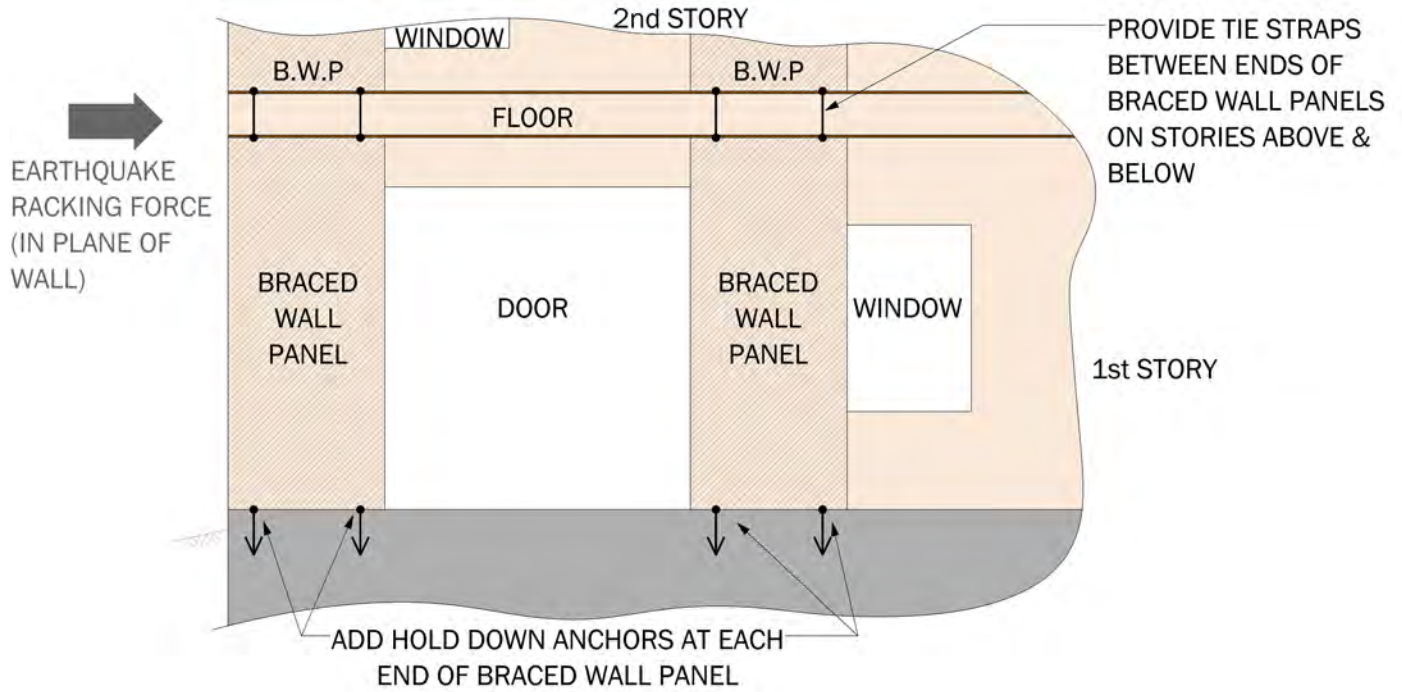 2nd STORY
WINDOW
B.W.P
B.W.P
FLOOR
PROVIDE TIE STRAPS
BETWEEN ENDS OF
BRACED WALL PANELS
ON STORIES ABOVE &
BELOW
EARTHQUAKE
RACKING FORCE
(IN PLANE OF
WALL)
BRACED
WALL
PANEL
DOOR
BRACED
WALL
PANEL
WINDOW
1st STORY
ADD HOLD DOWN ANCHORS AT EACH
END OF BRACED WALL PANEL